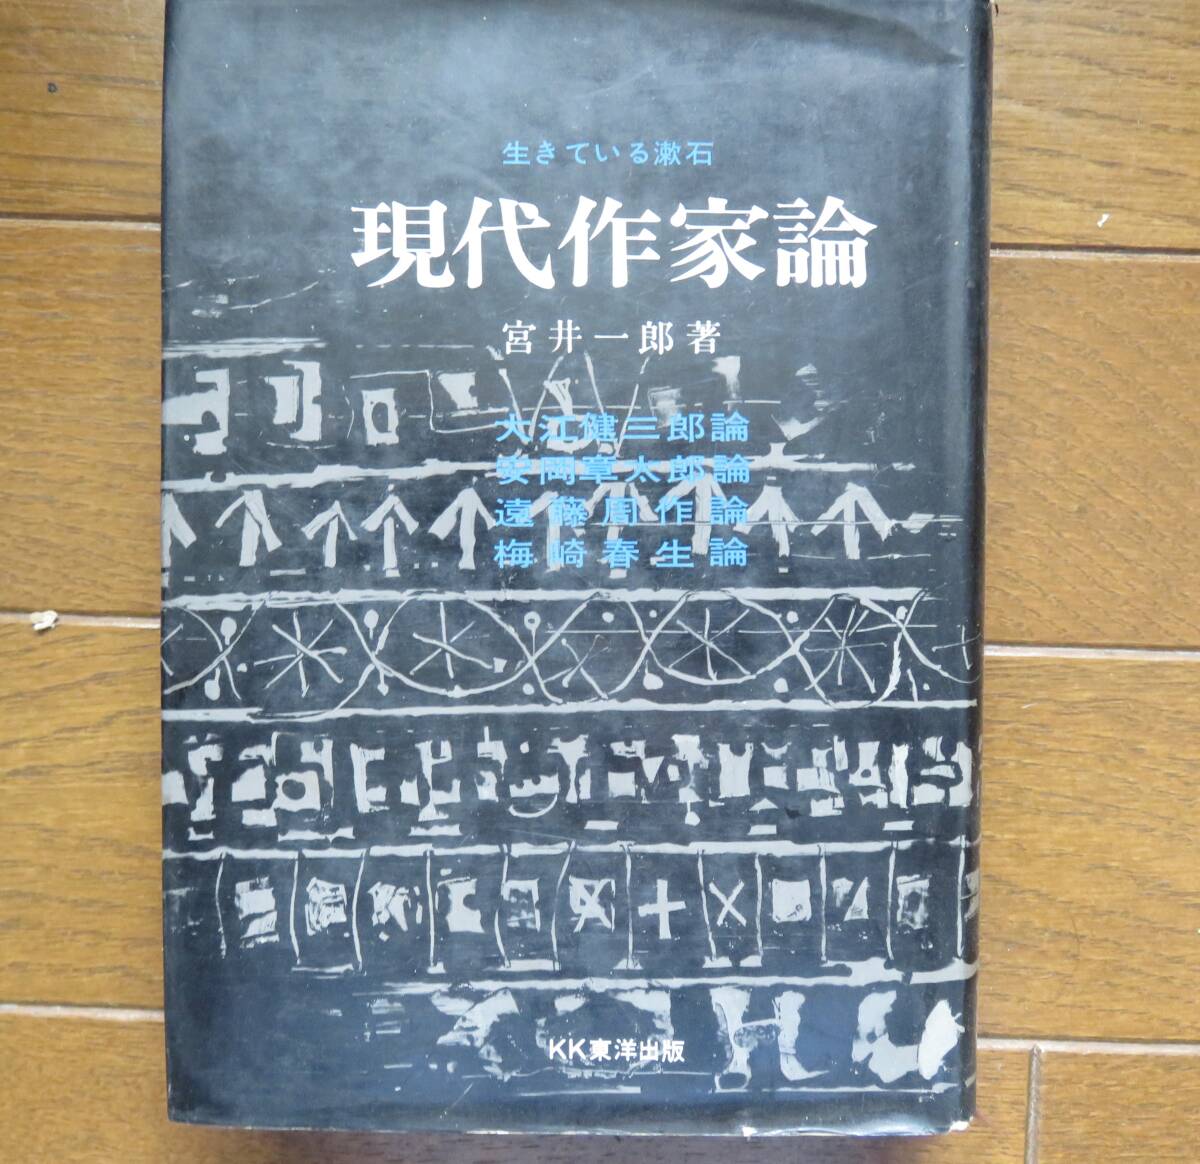 生きている漱石
現代作家論
宮井一郎著
大江健三郎論
安岡章太郎論
遠藤周作論
梅崎春生論
KK東洋出版